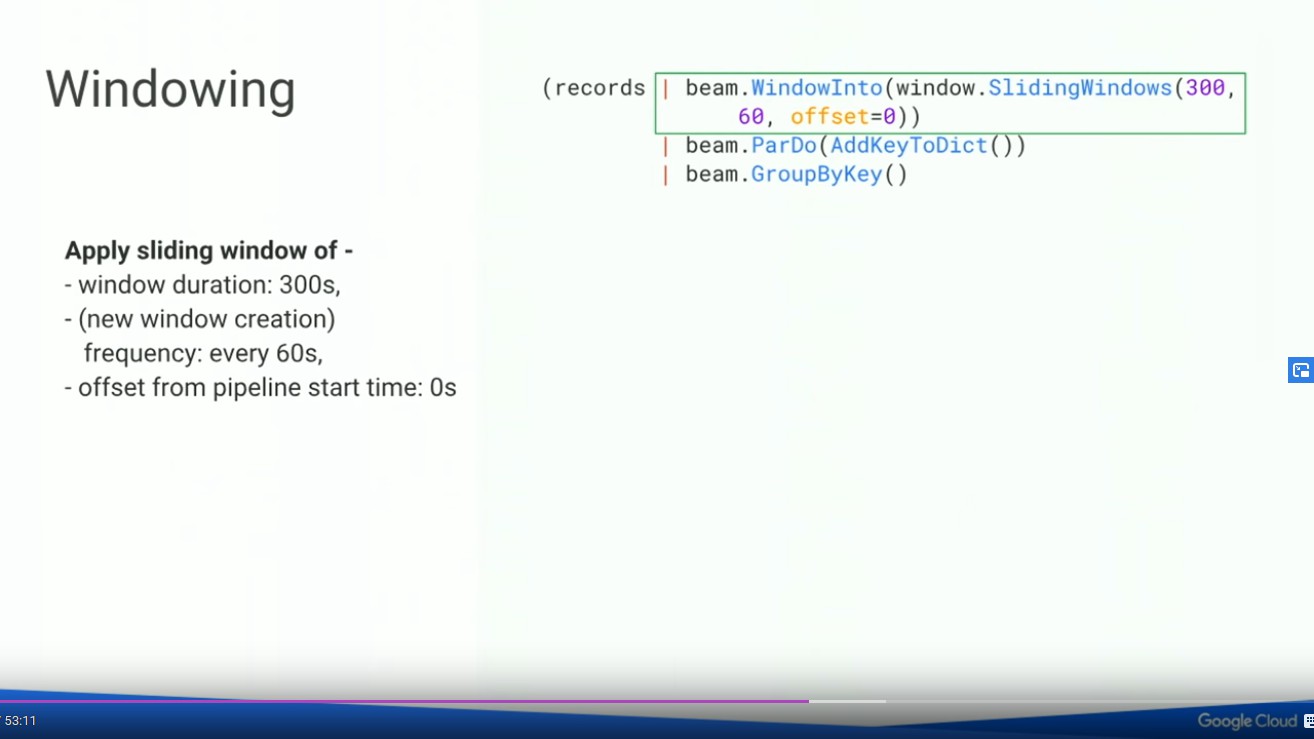 Windowing
(records | beam.WindowInto(window.SlidingWindows(300,
60, offset=0))
| beam.ParDo(AddKeyToDict())
| beam.GroupByKey()
Apply sliding window of -
- window duration: 300s,
- (new window creation)
frequency: every 60s,
- offset from pipeline start time: 0s
/ 53:11
Google Cloud